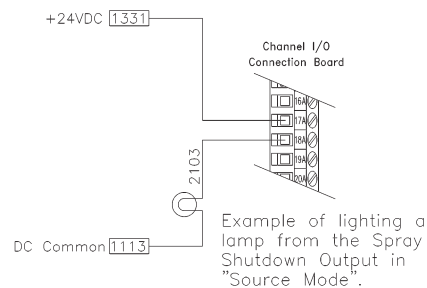 +24VDC 1331
Channel I/O
Connection Board
16A
17A
18A
19A
20A
2103
DC Common 1113
Example of lighting a
lamp from the Spray
Shutdown Output in
"Source Mode".